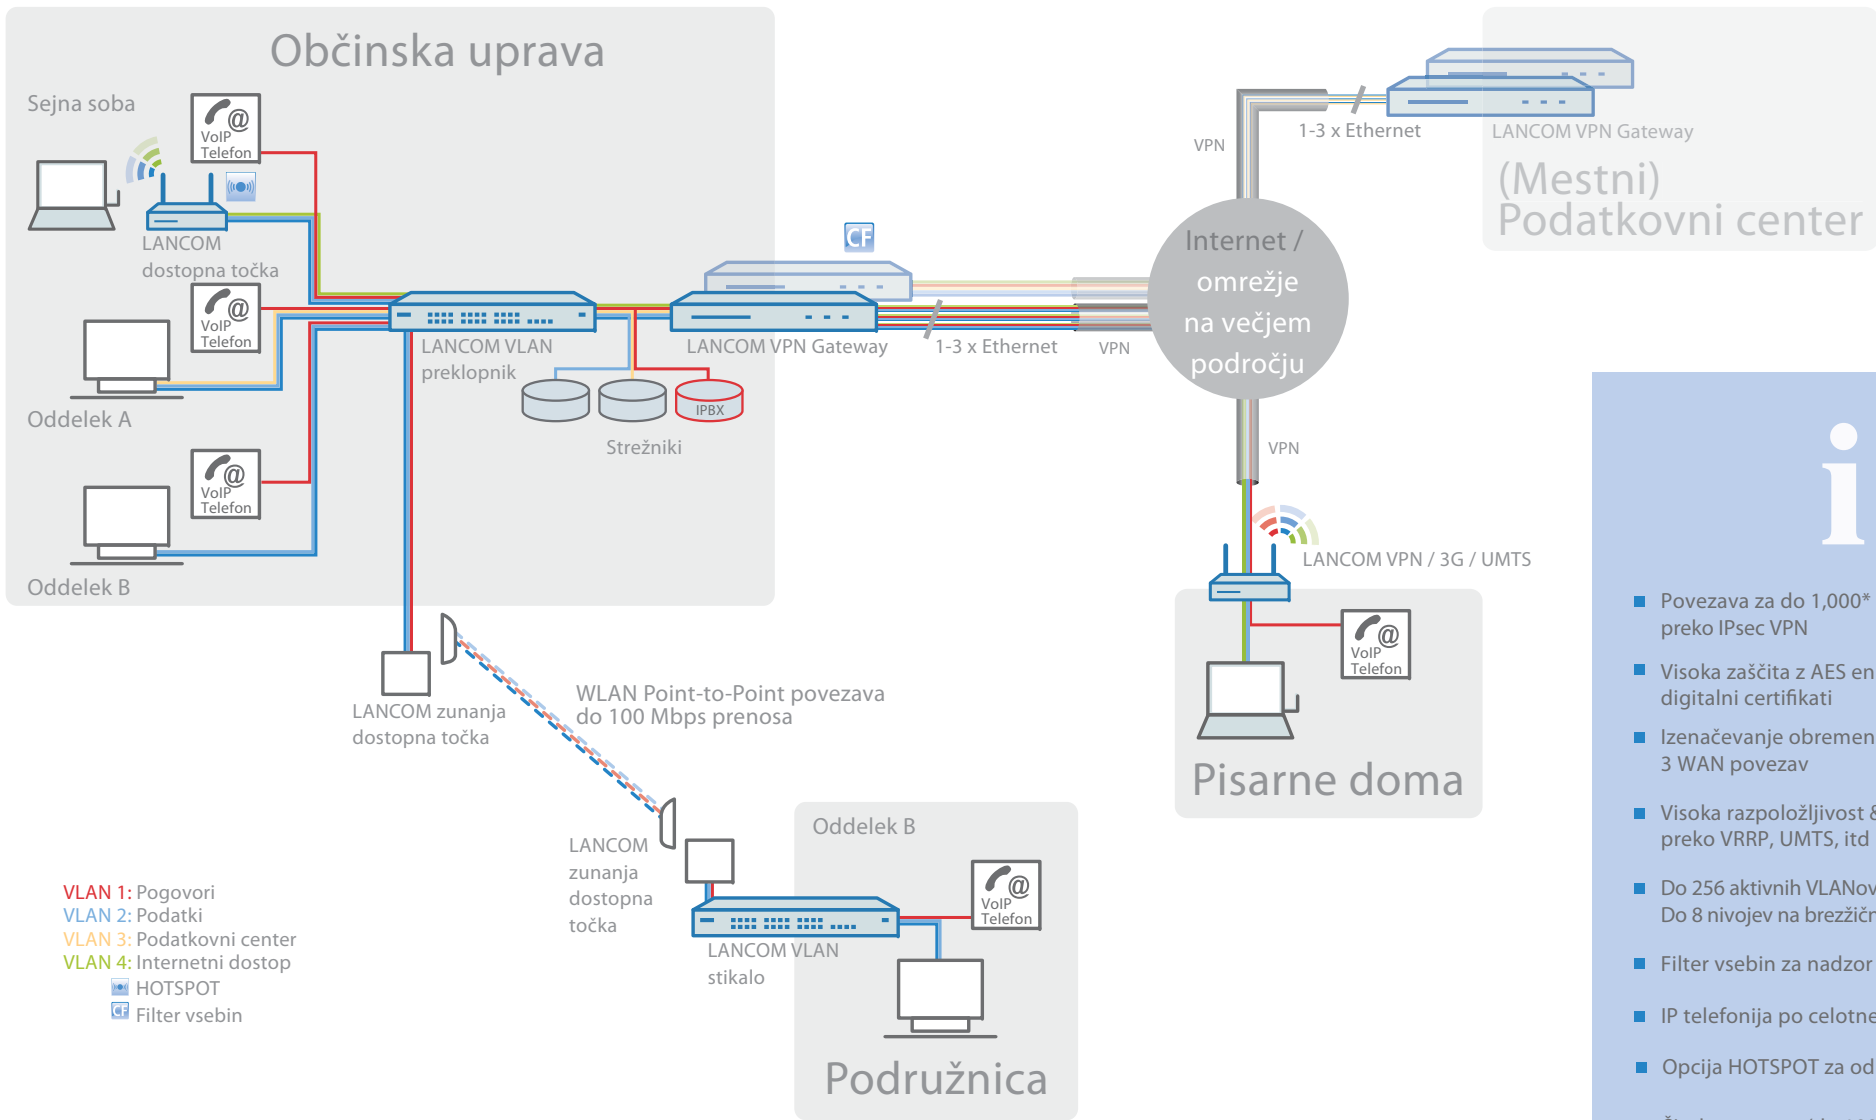 Občinska uprava
Sejna soba
VoIP
Telefon
LANCOM
dostopna točka
VoIP
Telefon
Oddelek A
VoIP
Telefon
Oddelek B
LANCOM VLAN
preklopnik
IPBX
Strežniki
CF
LANCOM VPN Gateway
1-3 x Ethernet
VPN
Internet /
omrežje
na večjem
področju
VPN
1-3 x Ethernet
LANCOM VPN Gateway
(Mestni)
Podatkovni center
VPN
LANCOM VPN / 3G / UMTS
VoIP
Telefon
Pisarne doma
LANCOM zunanja
dostopna točka
WLAN Point-to-Point povezava
do 100 Mbps prenosa
LANCOM
zunanja
dostopna
točka
Oddelek B
VoIP
Telefon
LANCOM VLAN
stikalo
Podružnica
VLAN 1: Pogovori
VLAN 2: Podatki
VLAN 3: Podatkovni center
VLAN 4: Internetni dostop
HOTSPOT
CF Filter vsebin
i
Povezava za do 1,000*
preko IPsec VPN
Visoka zaščita z AES en
digitalni certifikati
Izenačevanje obremen
3 WAN povezav
Visoka razpoložljivost &
preko VRRP, UMTS, itd
Do 256 aktivnih VLANov
Do 8 nivojev na brezžičn
Filter vsebin za nadzor
IP telefonija po celotne
Opcija HOTSPOT za od